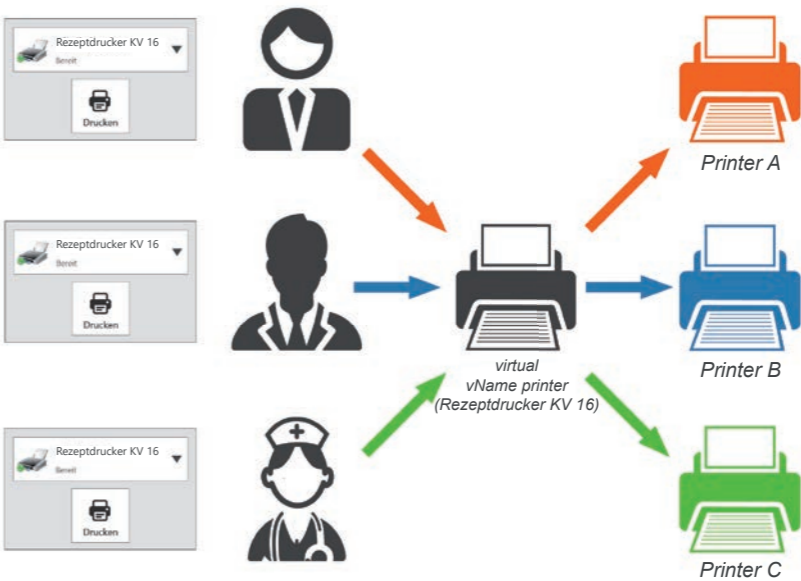 Rezeptdrucker KV 16
Bereit
Drucken
Printer A
Rezeptdrucker KV 16
Bereit
Drucken
virtual
vName printer
(Rezeptdrucker KV 16)
Printer B
Rezeptdrucker KV 16
Bereit
Drucken
Printer C